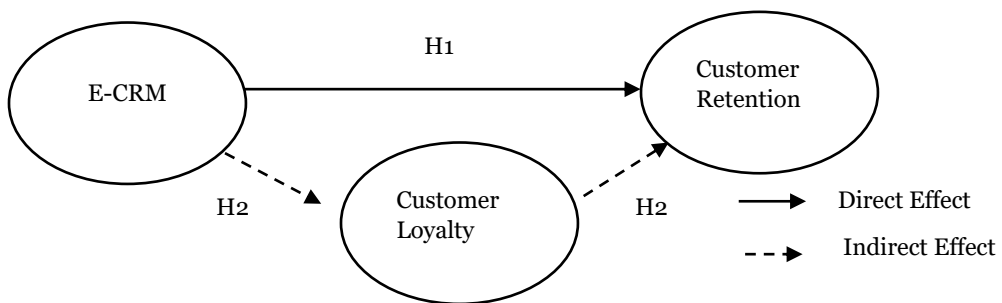 H1
E-CRM
Customer
Retention
Customer
Loyalty
H2
H2
Direct Effect
Indirect Effect